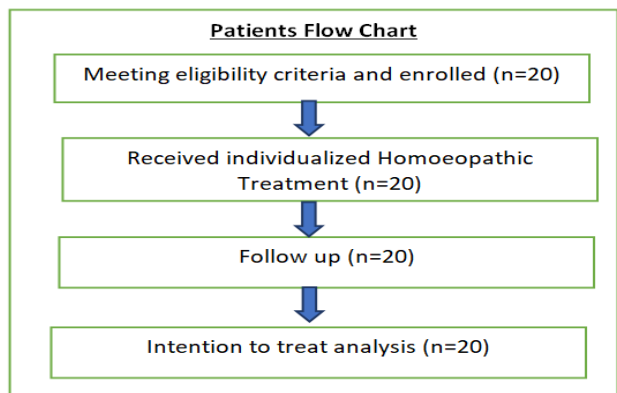 Patients Flow Chart
Meeting eligibility criteria and enrolled (n=20)
Received individualized Homoeopathic
Treatment (n=20)
Follow up (n=20)
Intention to treat analysis (n=20)